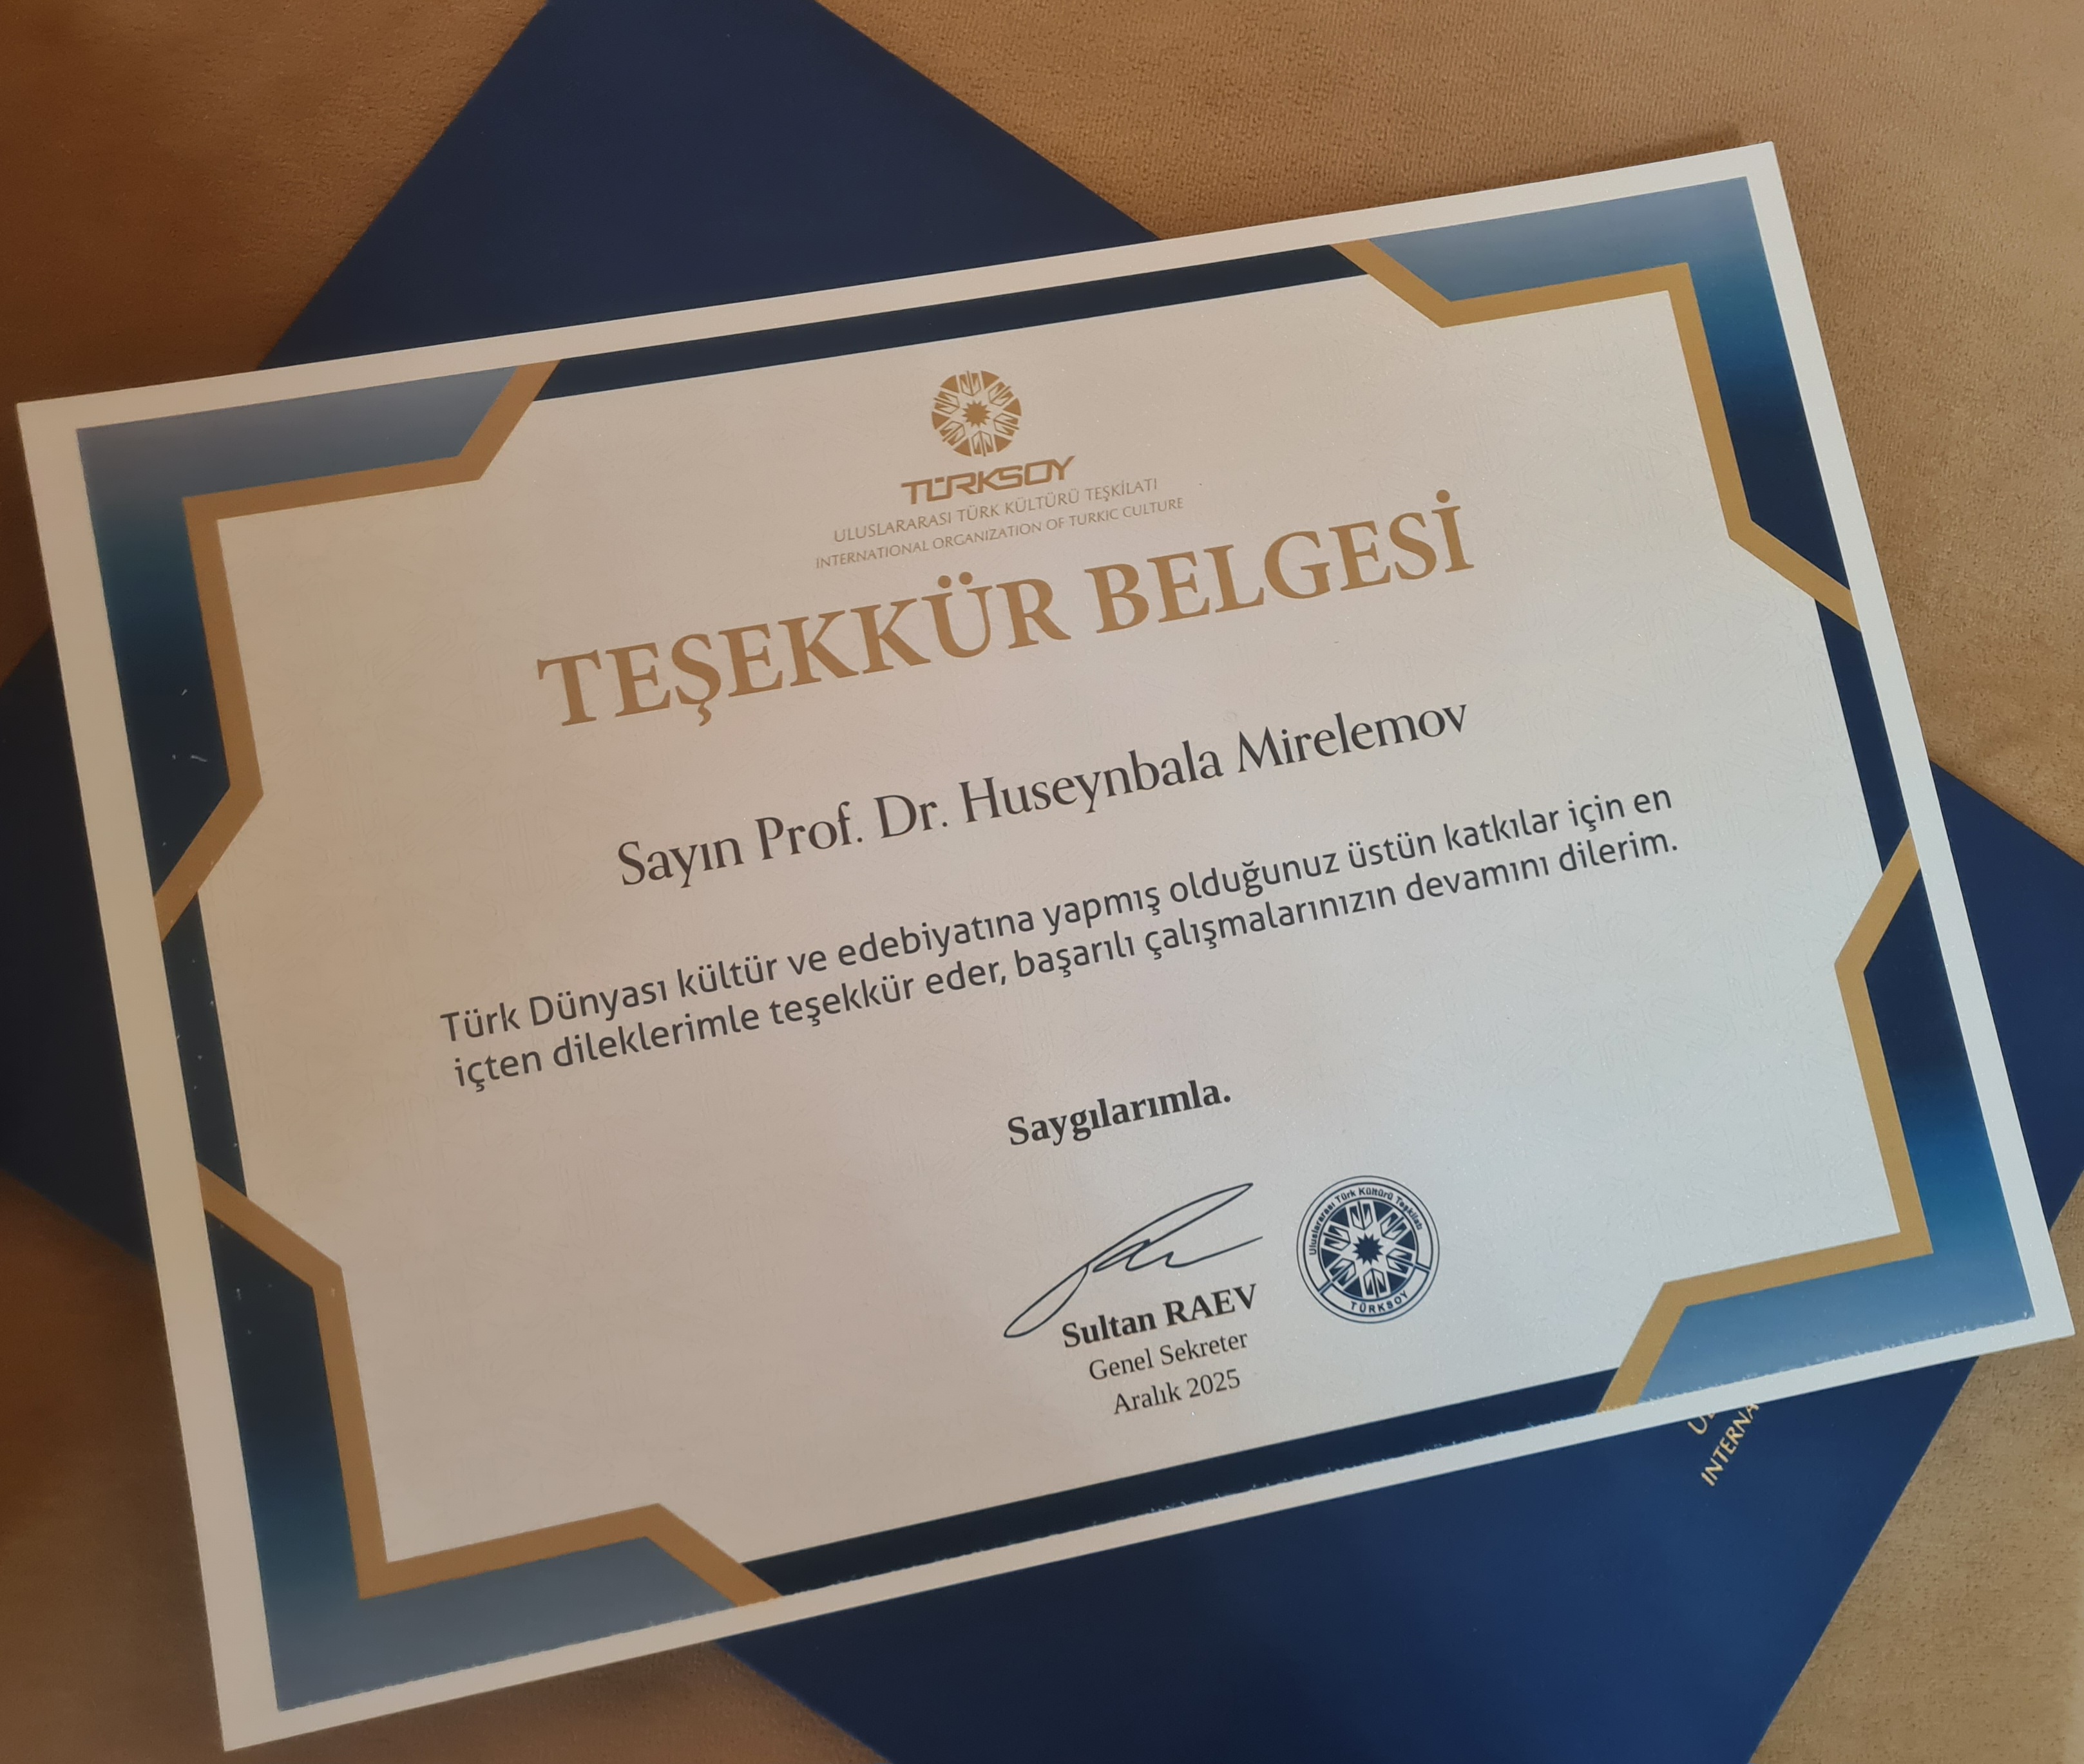 TÜRKSOY
ULUSLARARASI TÜRK KÜLTÜRÜ TEŞKİLATI
INTERNATIONAL ORGANIZATION OF TURKIC CULTURE
TEŞEKKÜR BELGESİ
Sayın Prof. Dr. Huseynbala Mirelemov
Türk Dünyası kültür ve edebiyatına yapmış olduğunuz üstün katkılar için en
içten dileklerimle teşekkür eder, başarılı çalışmalarınızın devamını dilerim.
Saygılarımla.
Uluslararası Türk Kültürü Teşkilatı
TÜRKSOY
Sultan RAEV
Genel Sekreter
Aralık 2025